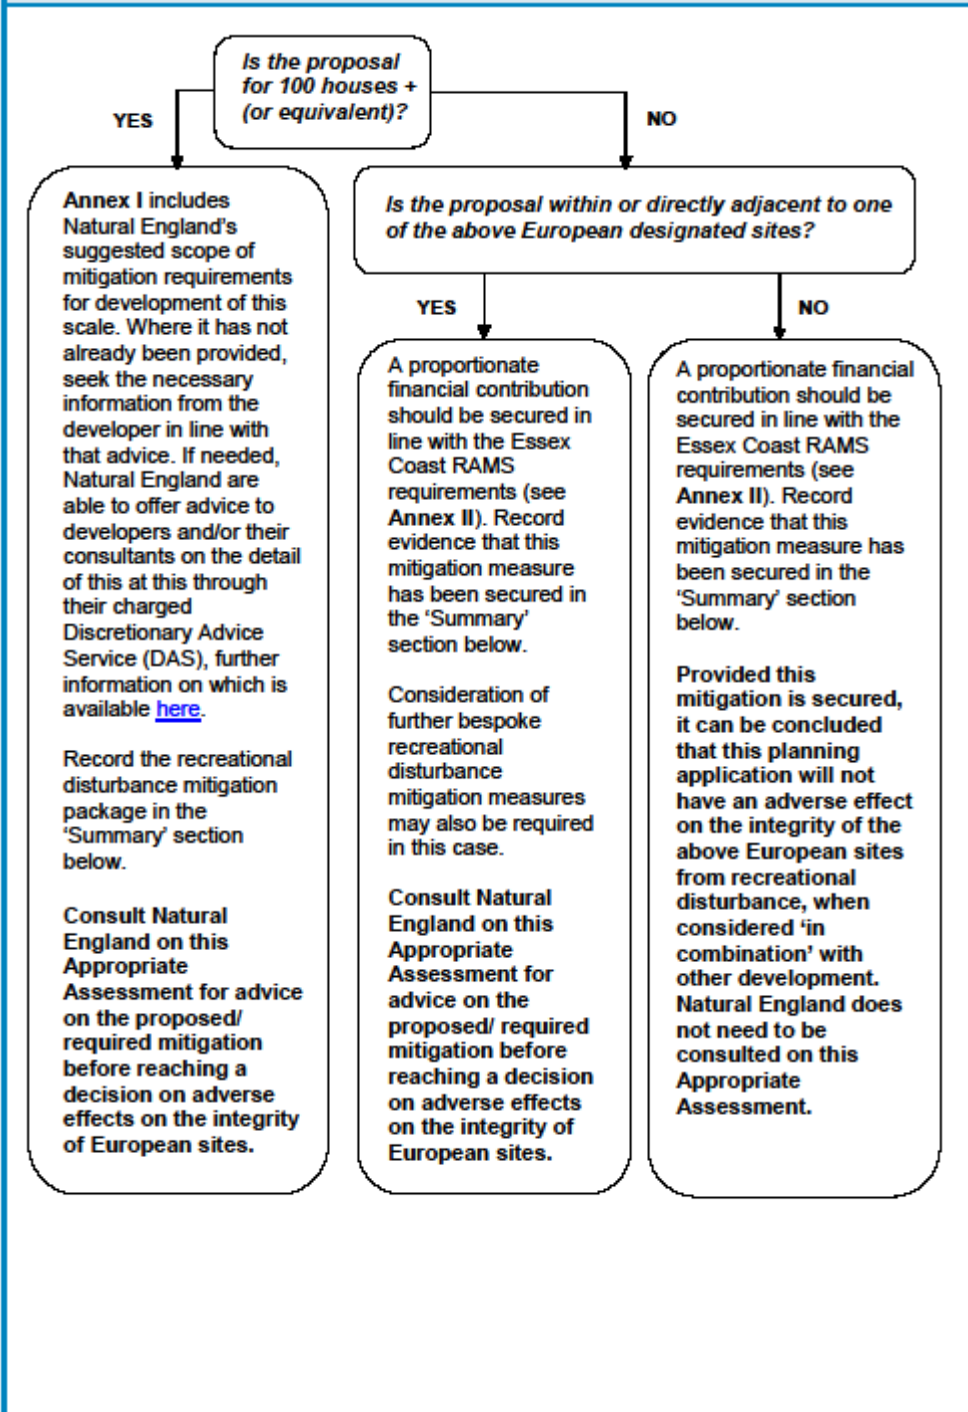 Is the proposal
for 100 houses +
(or equivalent)?
YES
NO
Annex I includes
Natural England's
suggested scope of
mitigation requirements
for development of this
scale. Where it has not
already been provided,
seek the necessary
information from the
developer in line with
that advice. If needed,
Natural England are
able to offer advice to
developers and/or their
consultants on the detail
of this at this through
their charged
Discretionary Advice
Service (DAS), further
information on which is
available here.
Record the recreational
disturbance mitigation
package in the
‘Summary’ section
below.
Consult Natural
England on this
Appropriate
Assessment for advice
on the proposed/
required mitigation
before reaching a
decision on adverse
effects on the integrity
of European sites.
Is the proposal within or directly adjacent to one
of the above European designated sites?
YES
NO
A proportionate
financial contribution
should be secured in
line with the Essex
Coast RAMS
requirements (see
Annex II). Record
evidence that this
mitigation measure
has been secured in
the ‘Summary’
section below.
Consideration of
further bespoke
recreational
disturbance
mitigation measures
may also be required
in this case.
Consult Natural
England on this
Appropriate
Assessment for
advice on the
proposed/ required
mitigation before
reaching a decision
on adverse effects
on the integrity of
European sites.
A proportionate financial
contribution should be
secured in line with the
Essex Coast RAMS
requirements (see
Annex II). Record
evidence that this
mitigation measure has
been secured in the
‘Summary’ section
below.
Provided this
mitigation is secured,
it can be concluded
that this planning
application will not
have an adverse effect
on the integrity of the
above European sites
from recreational
disturbance, when
considered ‘in
combination’ with
other development.
Natural England does
not need to be
consulted on this
Appropriate
Assessment.